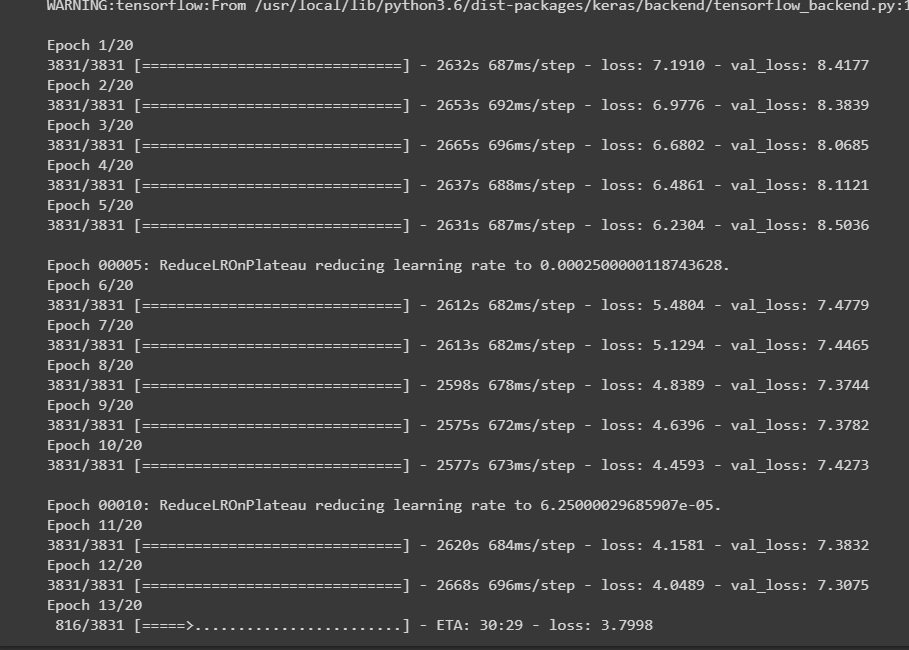 WARNING:tensorflow:From /usr/local/lib/python3.6/dist-packages/keras/backend/tensorflow_backend.py:1
Epoch 1/20
3831/3831 [==============================] - 2632s 687ms/step - loss: 7.1910 - val_loss: 8.4177
Epoch 2/20
3831/3831 [==============================] - 2653s 692ms/step - loss: 6.9776 - val_loss: 8.3839
Epoch 3/20
3831/3831 [==============================] - 2665s 696ms/step - loss: 6.6802 - val_loss: 8.0685
Epoch 4/20
3831/3831 [==============================] - 2637s 688ms/step - loss: 6.4861 - val_loss: 8.1121
Epoch 5/20
3831/3831 [==============================] - 2631s 687ms/step - loss: 6.2304 - val_loss: 8.5036
Epoch 00005: ReduceLROnPlateau reducing learning rate to 0.0002500000118743628.
Epoch 6/20
3831/3831 [==============================] - 2612s 682ms/step - loss: 5.4804 - val_loss: 7.4779
Epoch 7/20
3831/3831 [==============================] - 2613s 682ms/step - loss: 5.1294 - val_loss: 7.4465
Epoch 8/20
3831/3831 [==============================] - 2598s 678ms/step - loss: 4.8389 - val_loss: 7.3744
Epoch 9/20
3831/3831 [==============================] - 2575s 672ms/step - loss: 4.6396 - val_loss: 7.3782
Epoch 10/20
3831/3831 [==============================] - 2577s 673ms/step - loss: 4.4593 - val_loss: 7.4273
Epoch 00010: ReduceLROnPlateau reducing learning rate to 6.25000029685907e-05.
Epoch 11/20
3831/3831 [==============================] - 2620s 684ms/step - loss: 4.1581 - val_loss: 7.3832
Epoch 12/20
3831/3831 [==============================] - 2668s 696ms/step - loss: 4.0489 - val_loss: 7.3075
Epoch 13/20
816/3831 [=====>........................] - ETA: 30:29 - loss: 3.7998